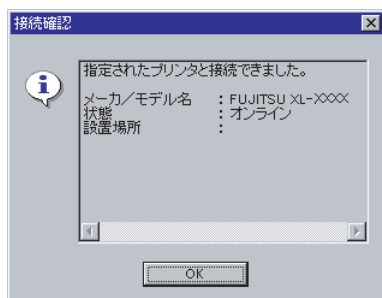 接続確認
指定されたプリンタと接続できました。
メーカ/モデル名 : FUJITSU XL-XXXX
状態 : オンライン
設置場所 :
OK